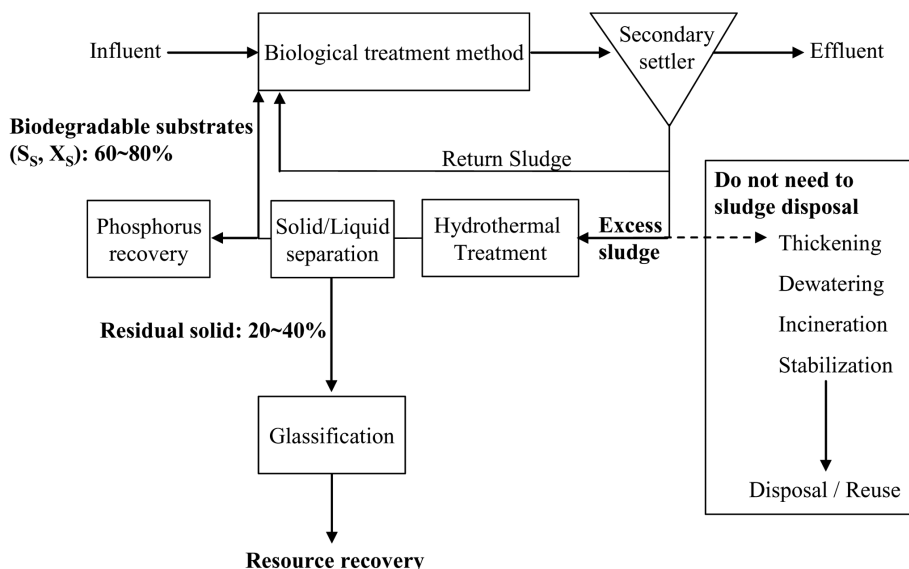 Influent
Biological treatment method
Secondary
settler
Effluent
Biodegradable substrates
(S_S, X_S): 60~80%
Return Sludge
Do not need to
sludge disposal
Phosphorus
recovery
Solid/Liquid
separation
Hydrothermal
Treatment
Excess
sludge
Thickening
Dewatering
Incineration
Stabilization
Residual solid: 20~40%
Glassification
Disposal / Reuse
Resource recovery